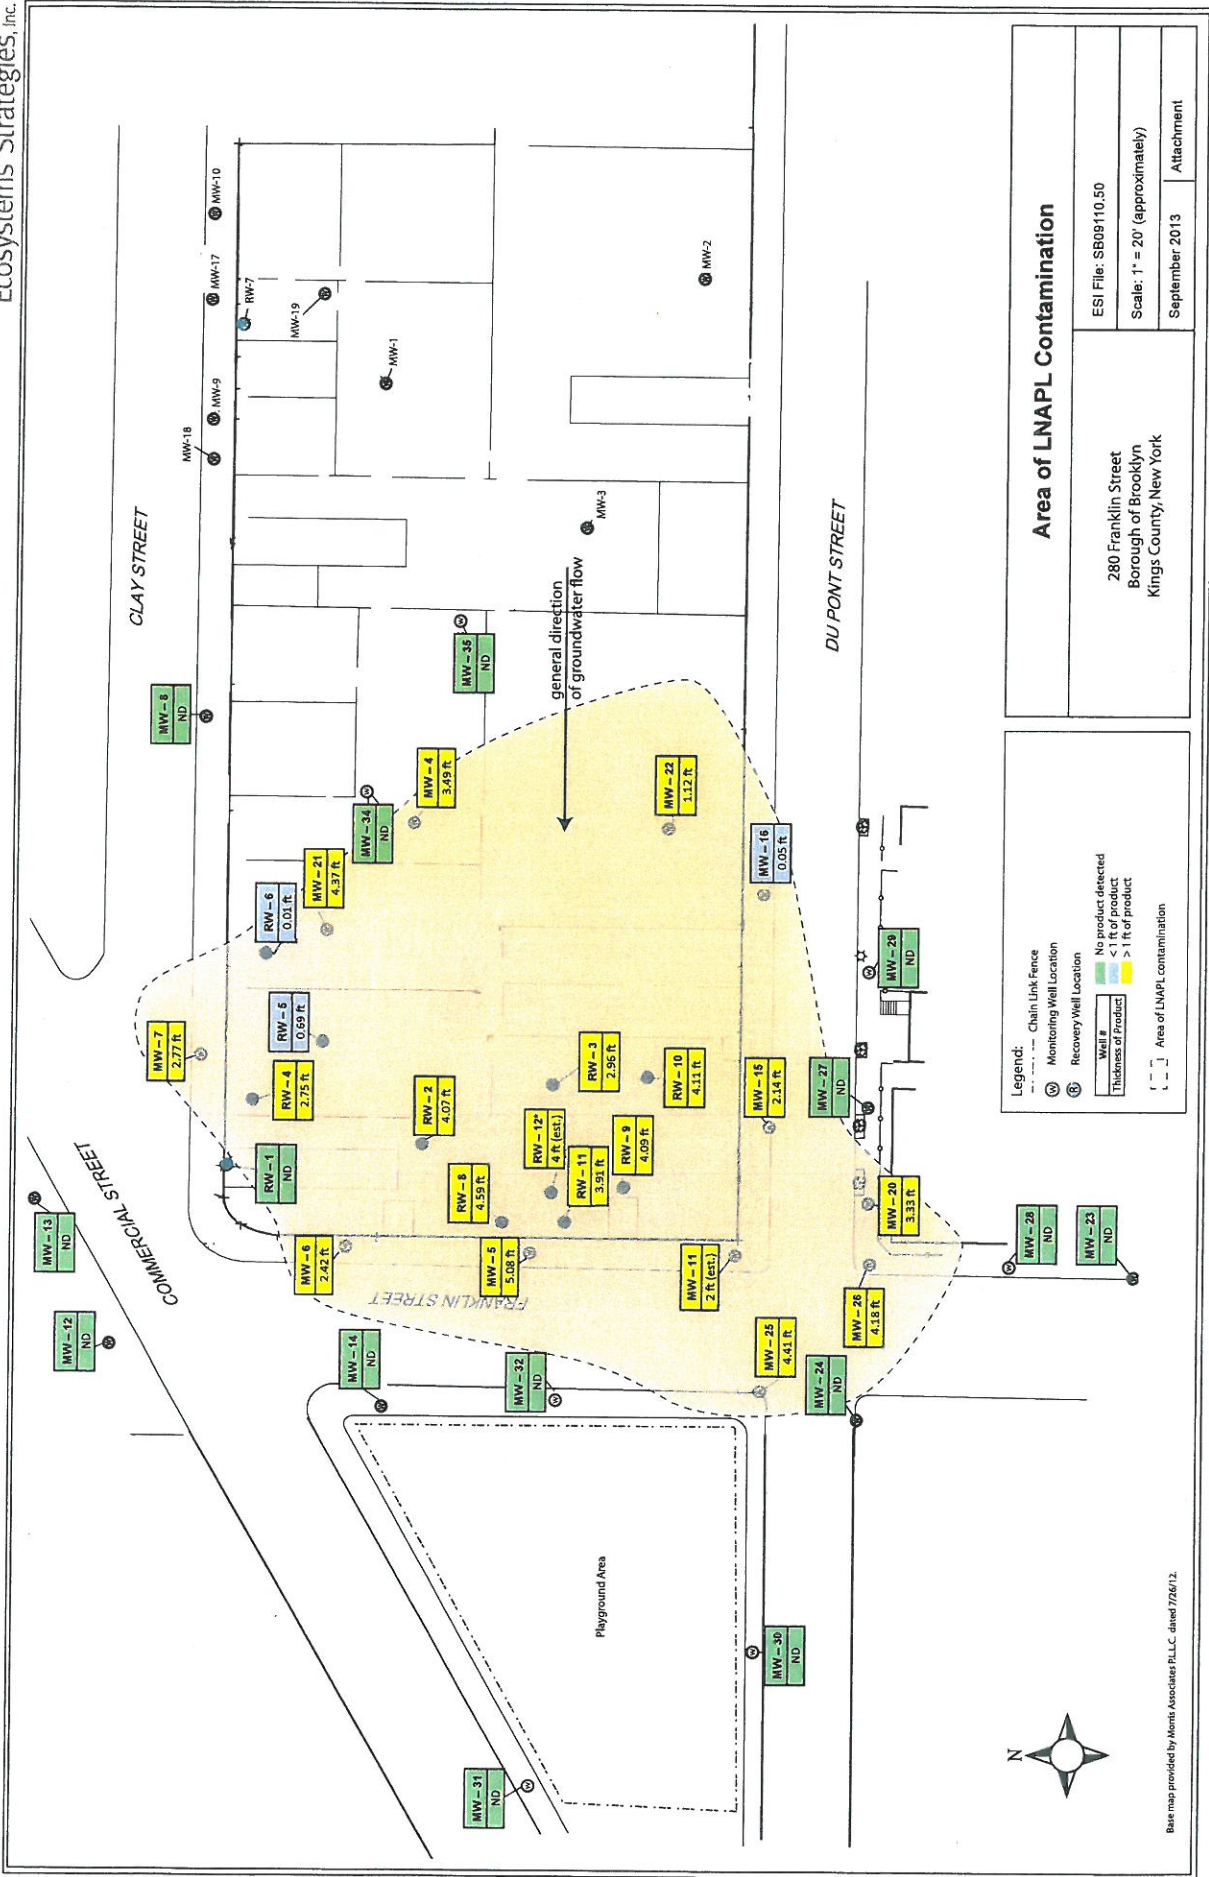 Ecosystems Strategies, Inc.
CLAY STREET
COMMERCIAL STREET
FRANKLIN STREET
DU PONT STREET
general direction
of groundwater flow
Playground Area
MW-10
MW-17
RW-7
MW-19
MW-9
MW-18
MW-1
MW-2
MW-3
MW-8
ND
MW-35
ND
MW-34
ND
MW-4
3.49 ft
MW-22
1.12 ft
MW-16
0.05 ft
MW-21
4.37 ft
RW-6
0.01 ft
RW-5
0.69 ft
MW-7
2.77 ft
RW-4
2.75 ft
RW-1
ND
RW-2
4.07 ft
RW-3
2.96 ft
RW-10
4.11 ft
RW-12*
4 ft (est.)
RW-11
3.91 ft
RW-9
4.09 ft
RW-8
4.59 ft
MW-15
2.14 ft
MW-27
ND
MW-29
ND
MW-20
3.33 ft
MW-6
2.42 ft
MW-5
5.08 ft
MW-11
2 ft (est.)
MW-26
4.18 ft
MW-25
4.41 ft
MW-24
ND
MW-28
ND
MW-23
ND
MW-13
ND
MW-12
ND
MW-14
ND
MW-32
ND
MW-30
ND
MW-31
ND
N
Base map provided by Morris Associates P.L.L.C. dated 7/26/12.
Legend:
Chain Link Fence
W Monitoring Well Location
R Recovery Well Location
Well #
Thickness of Product
No product detected
< 1 ft of product
> 1 ft of product
Area of LNAPL contamination
Area of LNAPL Contamination
280 Franklin Street
Borough of Brooklyn
Kings County, New York
ESI File: SB09110.50
Scale: 1" = 20' (approximately)
September 2013
Attachment